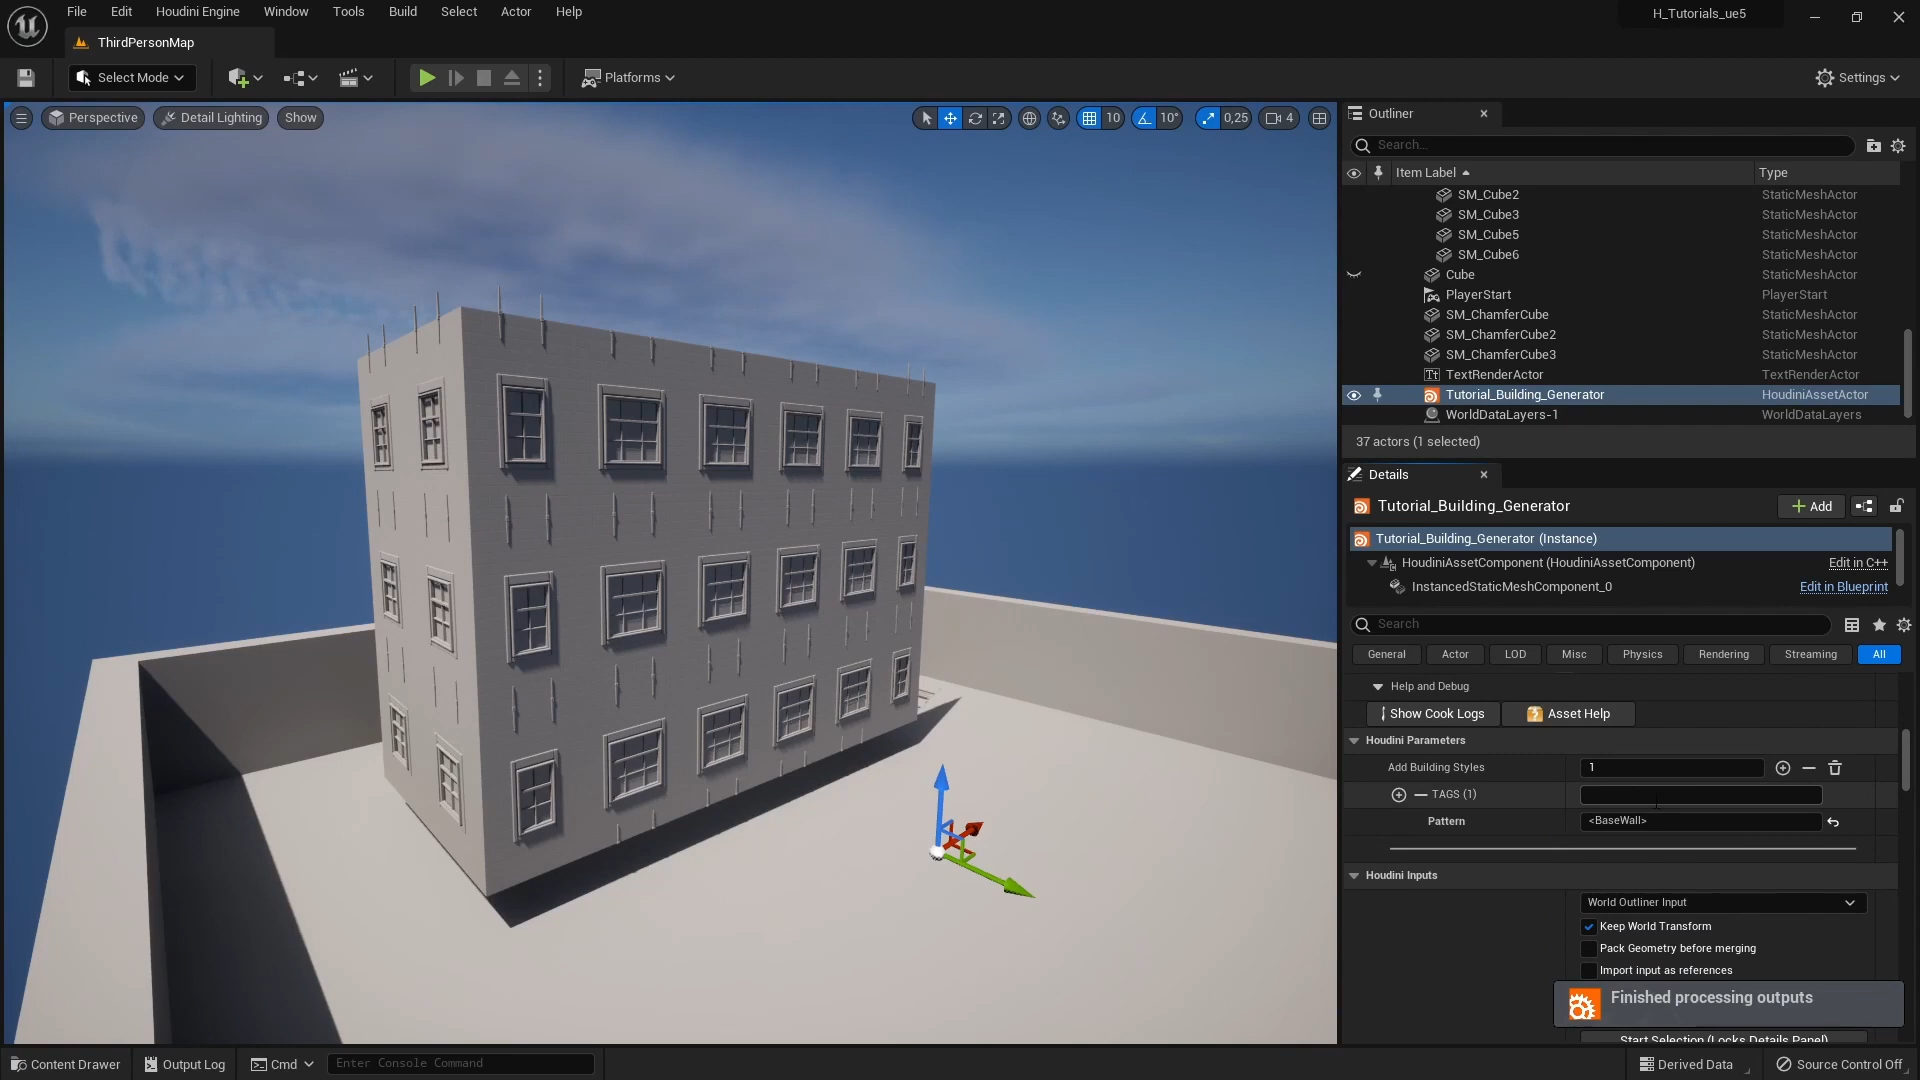 File Edit Houdini Engine Window Tools Build Select Actor Help
H_Tutorials_ue5
ThirdPersonMap
Select Mode
Platforms
Settings
Perspective
Detail Lighting
Show
10
10°
0,25
4
Outliner
Search...
Item Label
Type
SM_Cube2 StaticMeshActor
SM_Cube3 StaticMeshActor
SM_Cube5 StaticMeshActor
SM_Cube6 StaticMeshActor
Cube StaticMeshActor
PlayerStart PlayerStart
SM_ChamferCube StaticMeshActor
SM_ChamferCube2 StaticMeshActor
SM_ChamferCube3 StaticMeshActor
TextRenderActor TextRenderActor
Tutorial_Building_Generator HoudiniAssetActor
WorldDataLayers-1 WorldDataLayers
37 actors (1 selected)
Details
Tutorial_Building_Generator
Add
Tutorial_Building_Generator (Instance)
HoudiniAssetComponent (HoudiniAssetComponent) Edit in C++
InstancedStaticMeshComponent_0 Edit in Blueprint
Search
General Actor LOD Misc Physics Rendering Streaming All
Help and Debug
Show Cook Logs
Asset Help
Houdini Parameters
Add Building Styles 1
TAGS (1)
Pattern <BaseWall>
Houdini Inputs
World Outliner Input
Keep World Transform
Pack Geometry before merging
Import input as references
Finished processing outputs
Start Selection (Locks Details Panel)
Content Drawer
Output Log
Cmd
Enter Console Command
Derived Data
Source Control Off